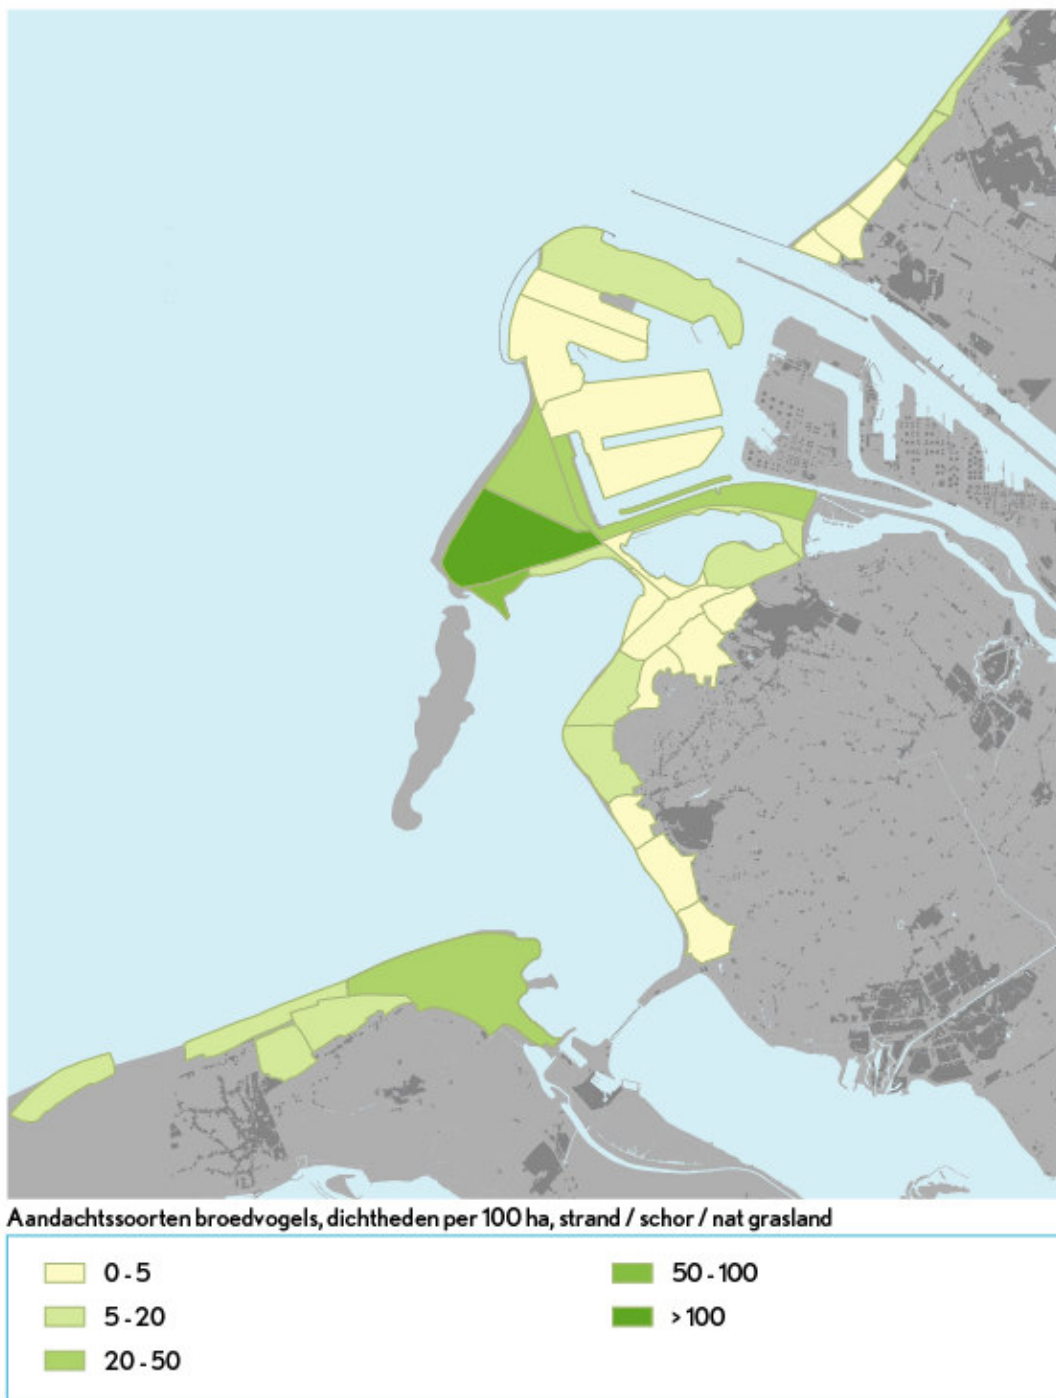 Aandachtssoorten broedvogels, dichtheden per 100 ha, strand / schor / nat grasland
0 - 5
5 - 20
20 - 50
50 - 100
> 100